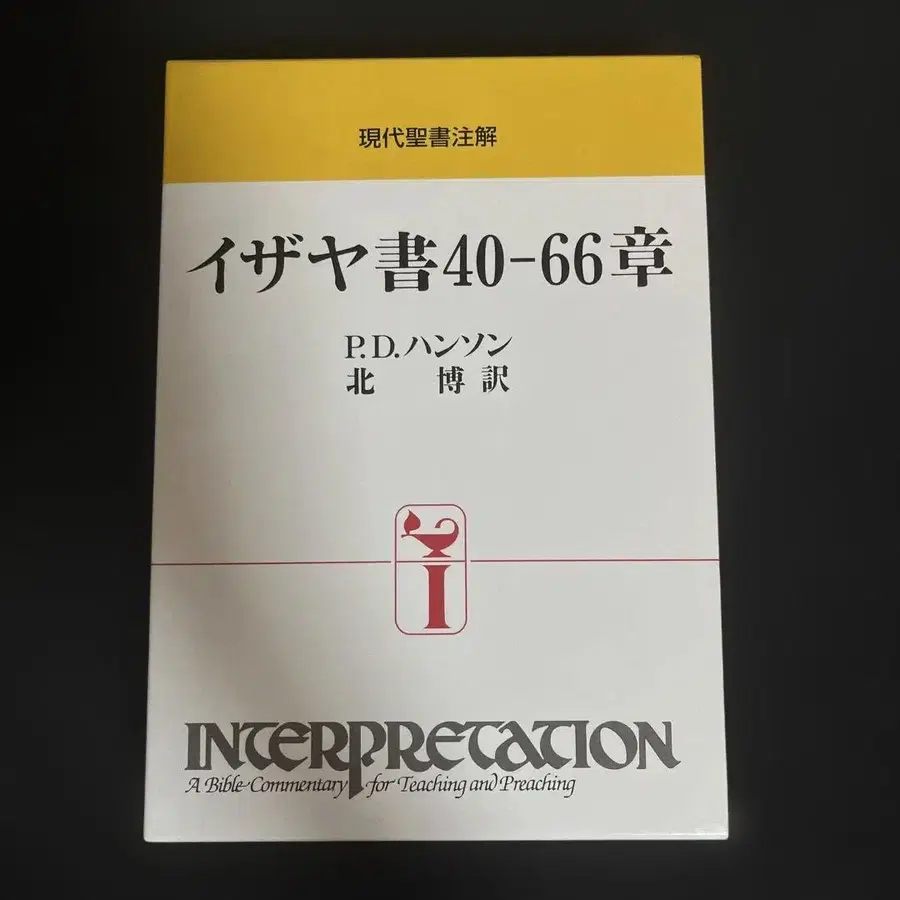 現代聖書注解
イザヤ書40-66章
P.D.ハンソン
北 博 訳
I
INTERPRETATION
A Bible Commentary for Teaching and Preaching